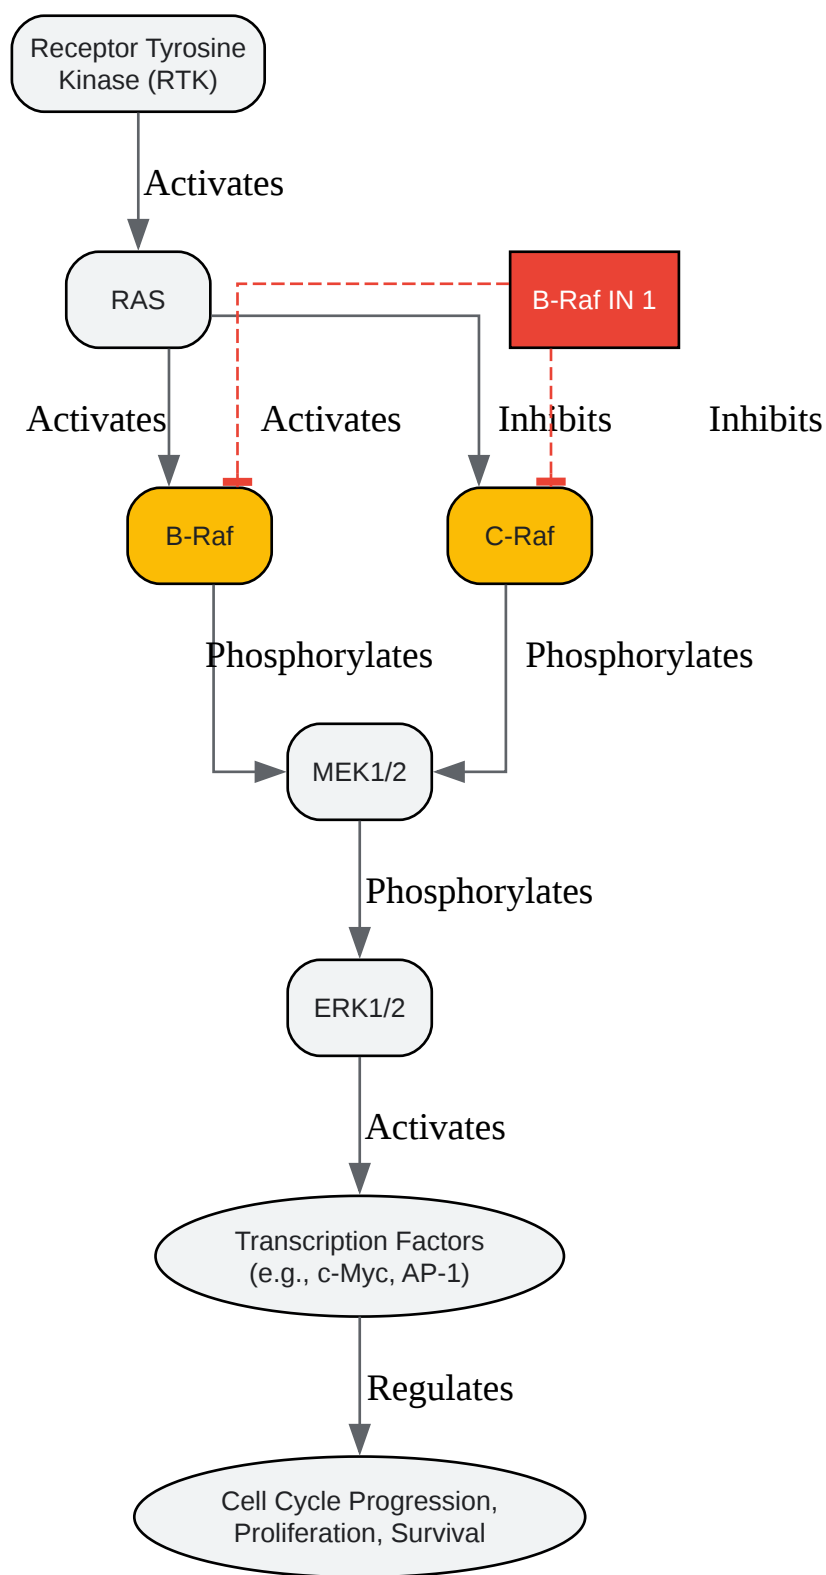 Receptor Tyrosine
Kinase (RTK)
Activates
RAS
B-Raf IN 1
Activates
Activates
Inhibits
Inhibits
B-Raf
C-Raf
Phosphorylates
Phosphorylates
MEK1/2
Phosphorylates
ERK1/2
Activates
Transcription Factors
(e.g., c-Myc, AP-1)
Regulates
Cell Cycle Progression,
Proliferation, Survival